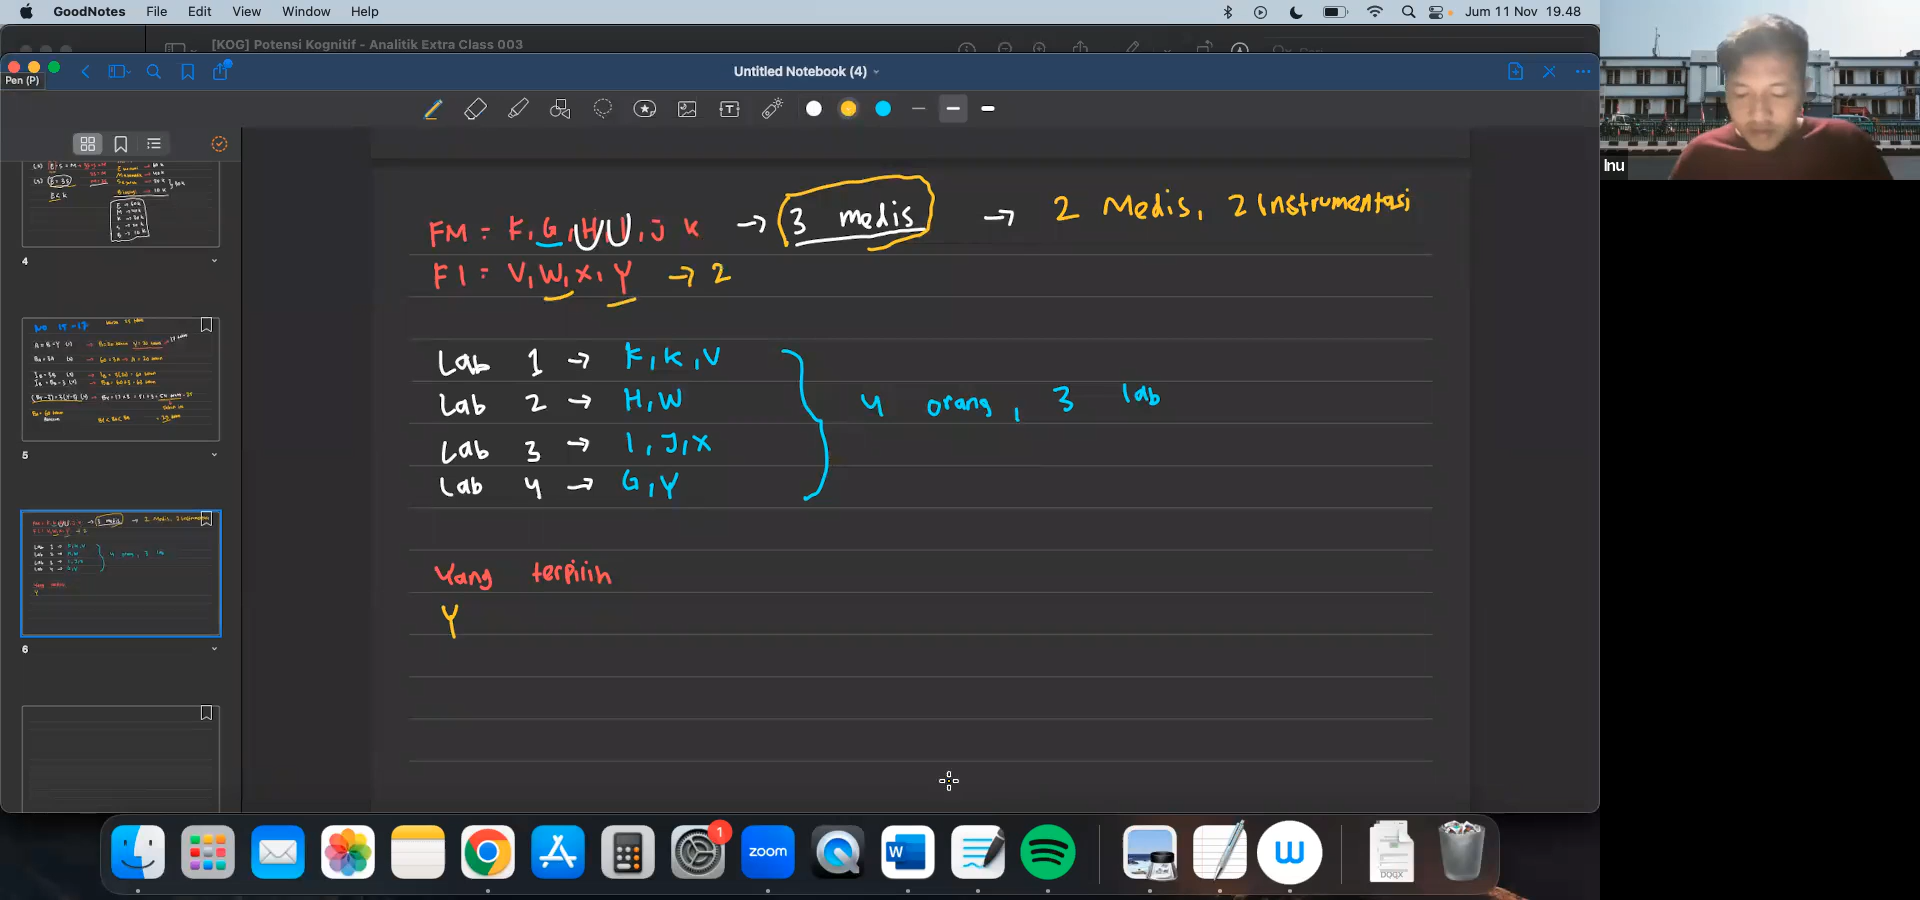 GoodNotes File Edit View Window Help
Jum 11 Nov 19.48
[KOG] Potensi Kognitif - Analitik Extra Class 003
Untitled Notebook (4)
Pen (P)
Inu
FM = F, G, H, I, J K → 3 medis → 2 Medis, 2 Instrumentasi
FI = V, W, X, Y → 2
Lab 1 → F, K, V
Lab 2 → H, W
Lab 3 → I, J, X
Lab 4 → G, Y
4 orang, 3 lab
Yang terpilih
Y
4
5
6
1
zoom
W
DOCX